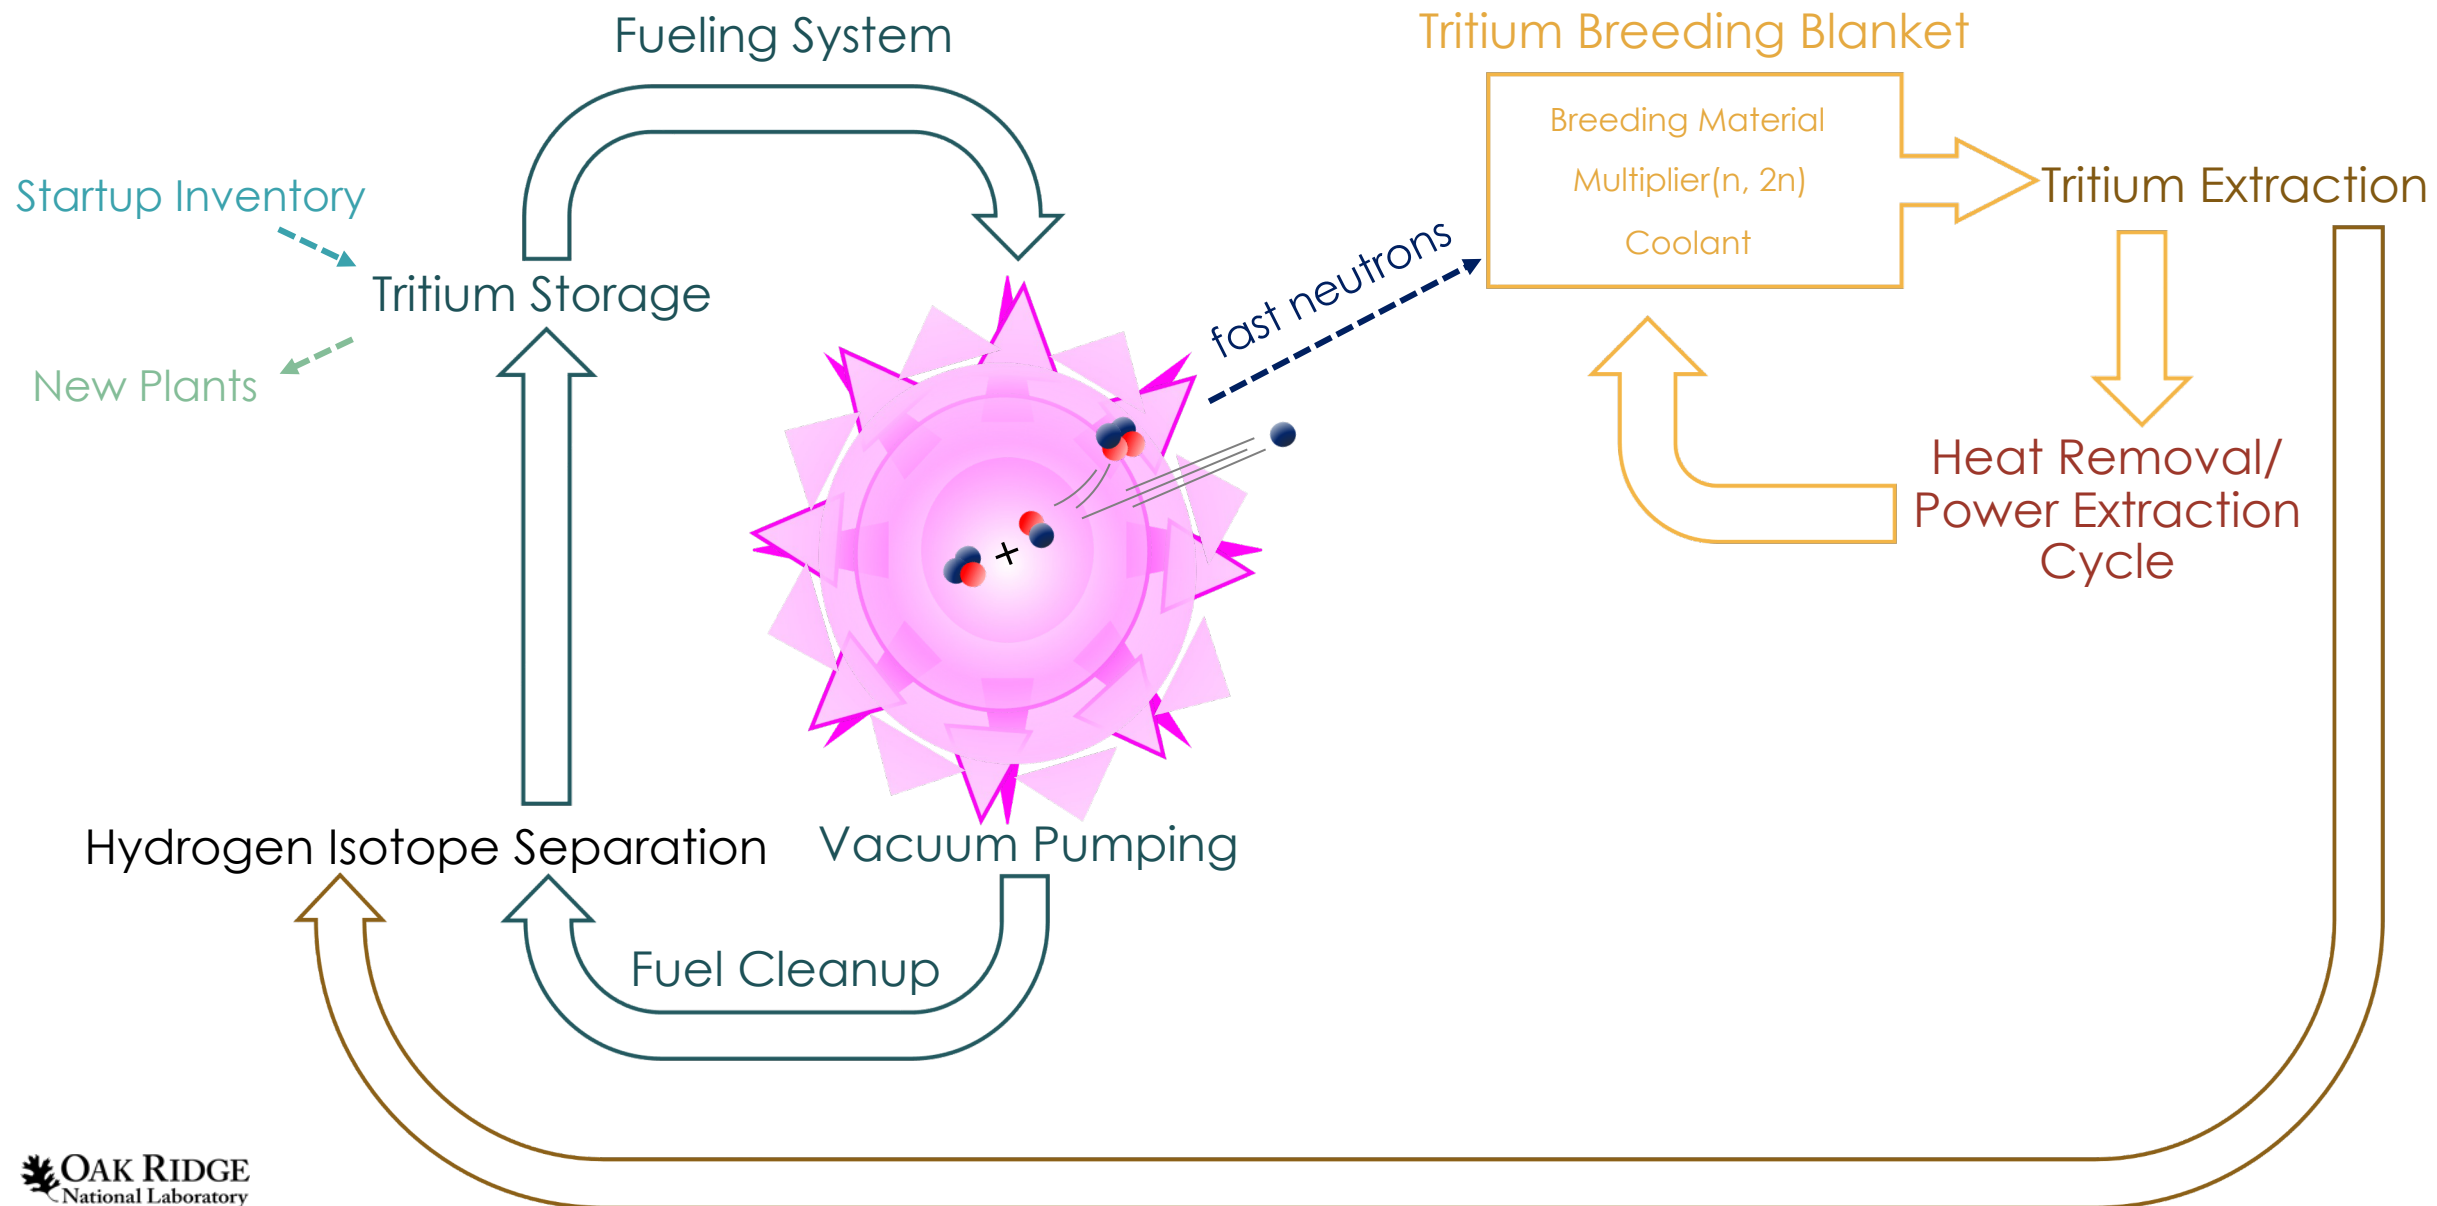 Fueling System
Tritium Breeding Blanket
Breeding Material
Multiplier(n, 2n)
Coolant
Tritium Extraction
Startup Inventory
fast neutrons
Tritium Storage
New Plants
Heat Removal/
Power Extraction
Cycle
+
Hydrogen Isotope Separation
Vacuum Pumping
Fuel Cleanup
OAK RIDGE
National Laboratory